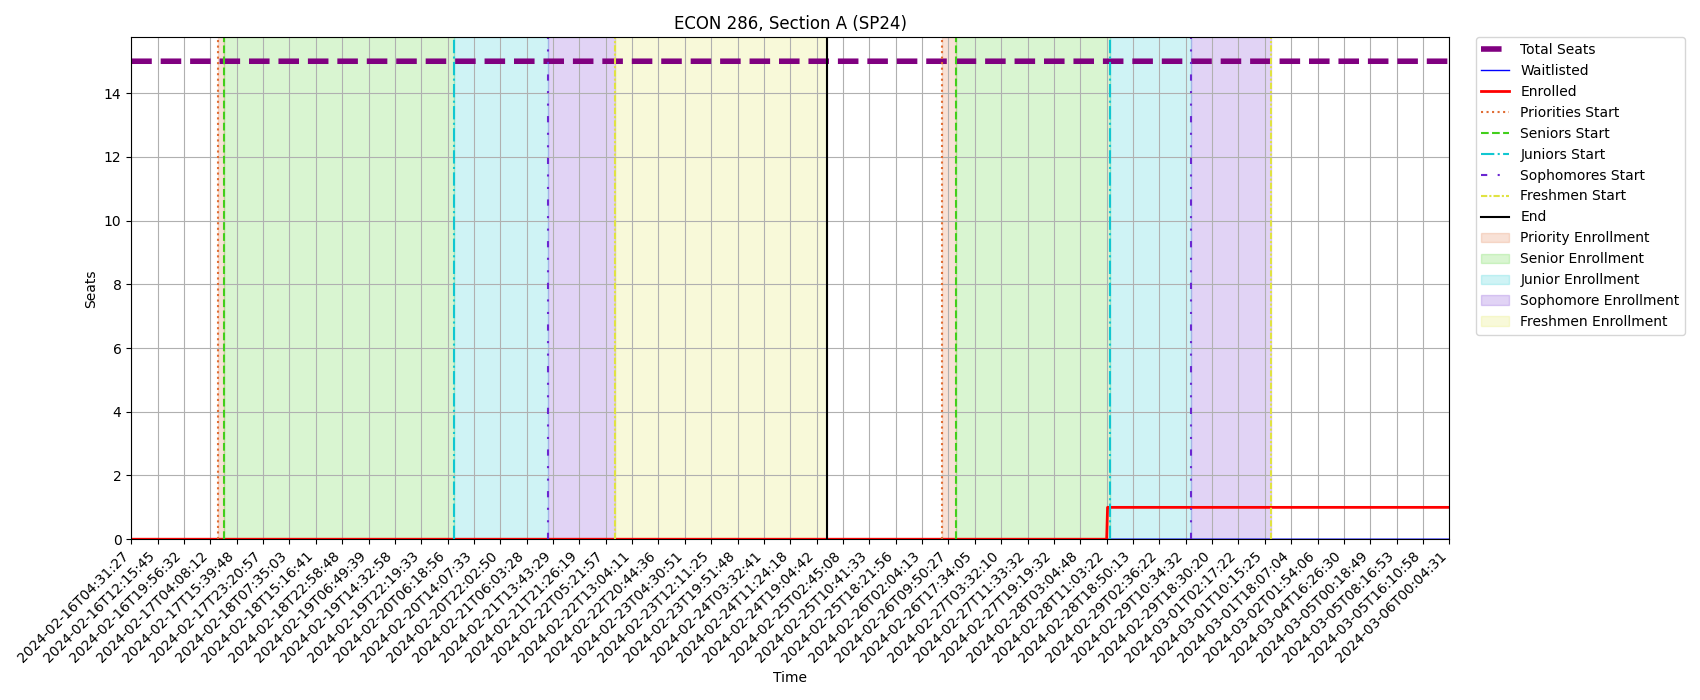 ECON 286, Section A (SP24)
Seats
14
12
10
8
6
4
2
0
2024-02-16T04:31:27
2024-02-16T12:15:45
2024-02-16T19:56:32
2024-02-17T04:08:12
2024-02-17T15:39:48
2024-02-17T23:20:57
2024-02-18T07:35:03
2024-02-18T15:16:41
2024-02-18T22:58:48
2024-02-19T06:49:39
2024-02-19T14:32:58
2024-02-19T22:19:33
2024-02-20T06:18:56
2024-02-20T14:07:33
2024-02-20T22:02:50
2024-02-21T06:03:28
2024-02-21T13:43:29
2024-02-21T21:26:19
2024-02-22T05:21:57
2024-02-22T13:04:11
2024-02-22T20:44:36
2024-02-23T04:30:51
2024-02-23T12:11:25
2024-02-23T19:51:48
2024-02-24T03:32:41
2024-02-24T11:24:18
2024-02-24T19:04:42
2024-02-25T02:45:08
2024-02-25T10:41:33
2024-02-25T18:21:56
2024-02-26T02:04:13
2024-02-26T09:50:27
2024-02-26T17:34:05
2024-02-27T03:32:10
2024-02-27T11:33:32
2024-02-27T19:19:32
2024-02-28T03:04:48
2024-02-28T11:03:22
2024-02-28T18:50:13
2024-02-29T02:36:22
2024-02-29T10:34:32
2024-02-29T18:30:20
2024-03-01T02:17:22
2024-03-01T10:15:25
2024-03-01T18:07:04
2024-03-02T01:54:06
2024-03-04T16:26:30
2024-03-05T00:18:49
2024-03-05T08:16:53
2024-03-05T16:10:58
2024-03-06T00:04:31
Time
Total Seats
Waitlisted
Enrolled
Priorities Start
Seniors Start
Juniors Start
Sophomores Start
Freshmen Start
End
Priority Enrollment
Senior Enrollment
Junior Enrollment
Sophomore Enrollment
Freshmen Enrollment